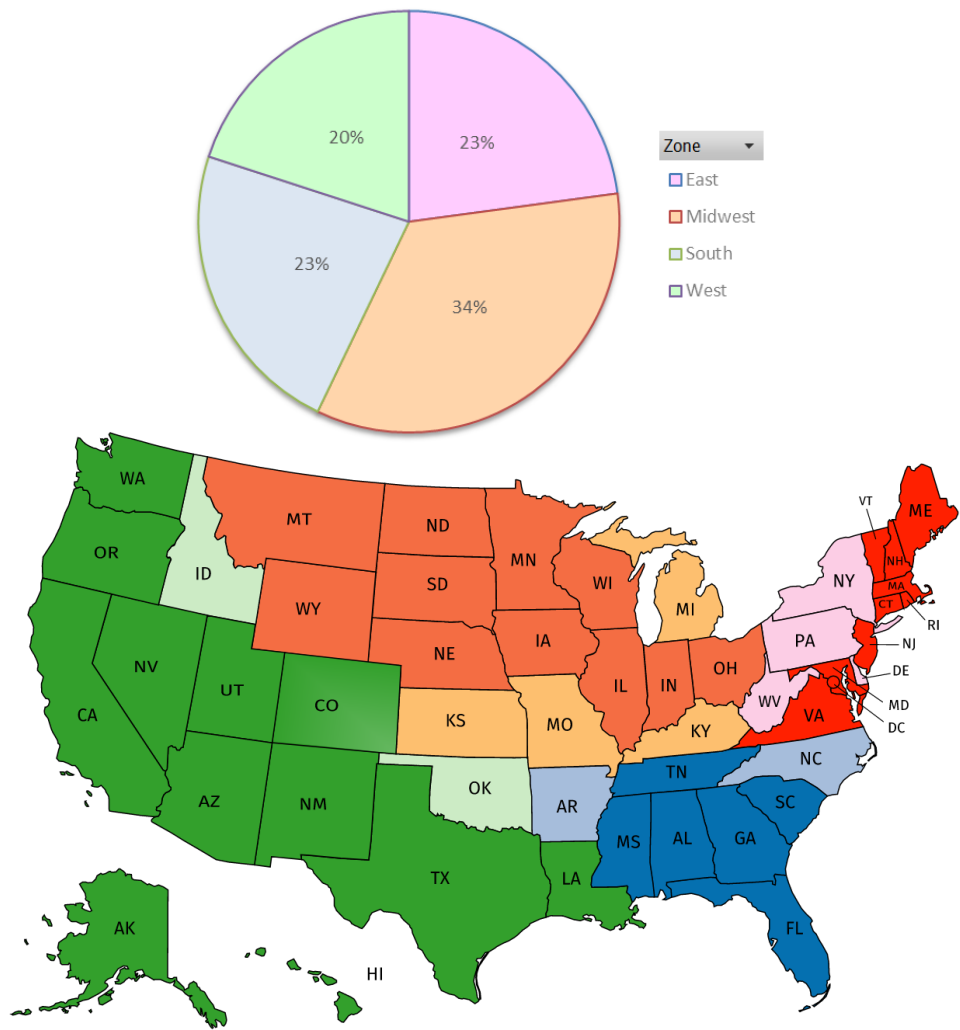 20%
23%
Zone
East
Midwest
South
West
23%
34%
WA
MT
ND
MN
VT
ME
OR
ID
SD
WI
NY
NH
MA
CT
RI
WY
MI
IA
PA
NJ
NE
OH
DE
NV
UT
CO
IL
IN
WV
MD
CA
KS
MO
KY
VA
DC
NC
TN
OK
AR
AZ
NM
SC
MS
AL
GA
TX
LA
AK
FL
HI